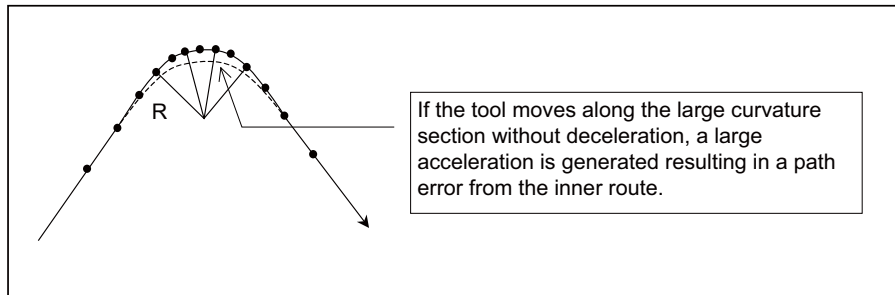 R
If the tool moves along the large curvature
section without deceleration, a large
acceleration is generated resulting in a path
error from the inner route.